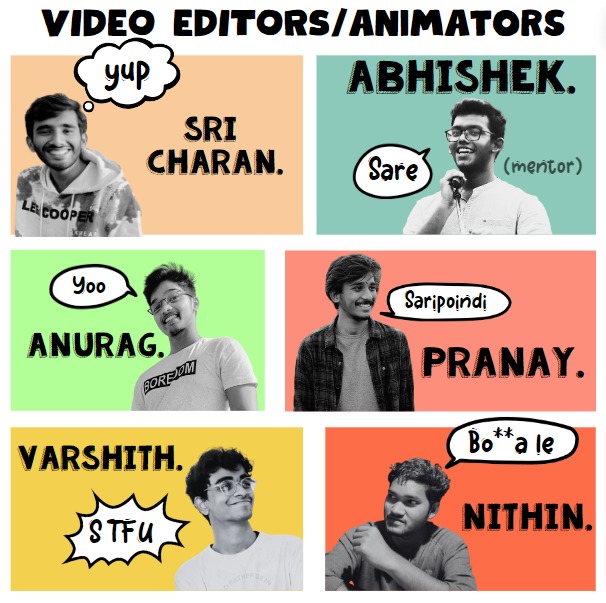 VIDEO EDITORS/ANIMATORS
yup
SRI
CHARAN.
LEE COOPER
ABHISHEK.
Sare
(mentor)
Yoo
ANURAG.
BOREDOM
Saripoindi
PRANAY.
VARSHITH.
STFU
Bo**a le
NITHIN.